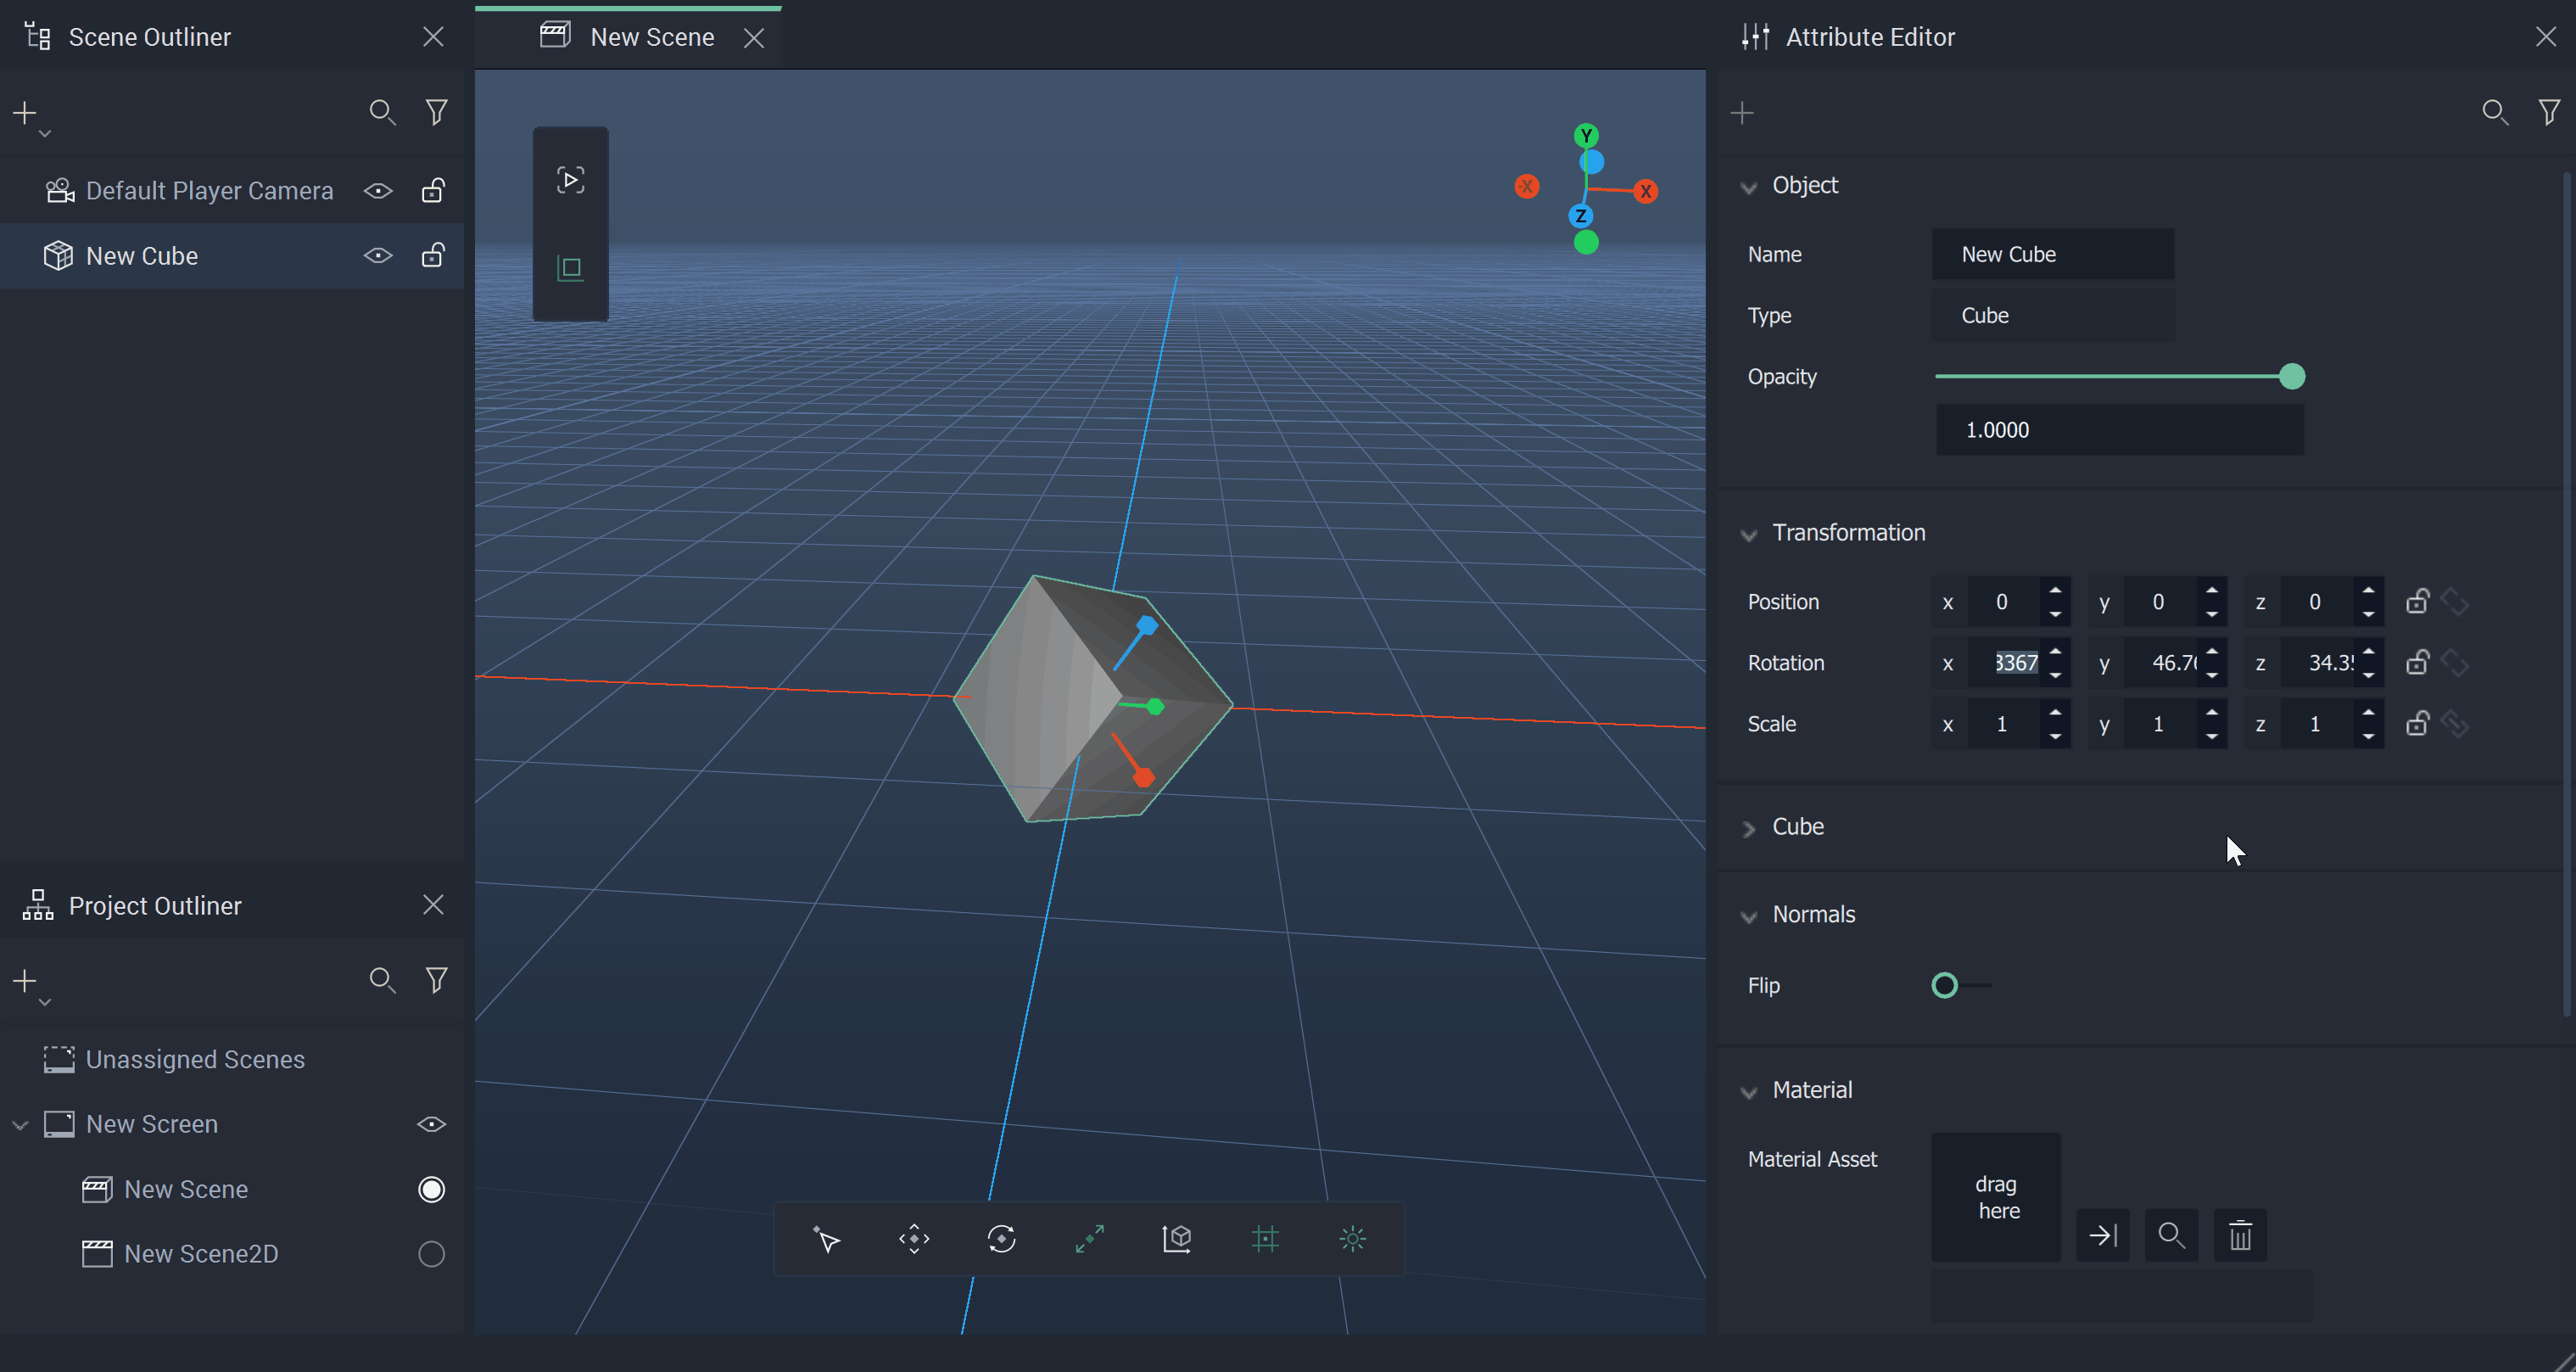 Scene Outliner
Default Player Camera
New Cube
Project Outliner
Unassigned Scenes
New Screen
New Scene
New Scene2D
New Scene
Y
-X
X
Z
Attribute Editor
Object
Name New Cube
Type Cube
Opacity
1.0000
Transformation
Position x 0 y 0 z 0
Rotation x 3367 y 46.76 z 34.35
Scale x 1 y 1 z 1
Cube
Normals
Flip
Material
Material Asset
drag
here